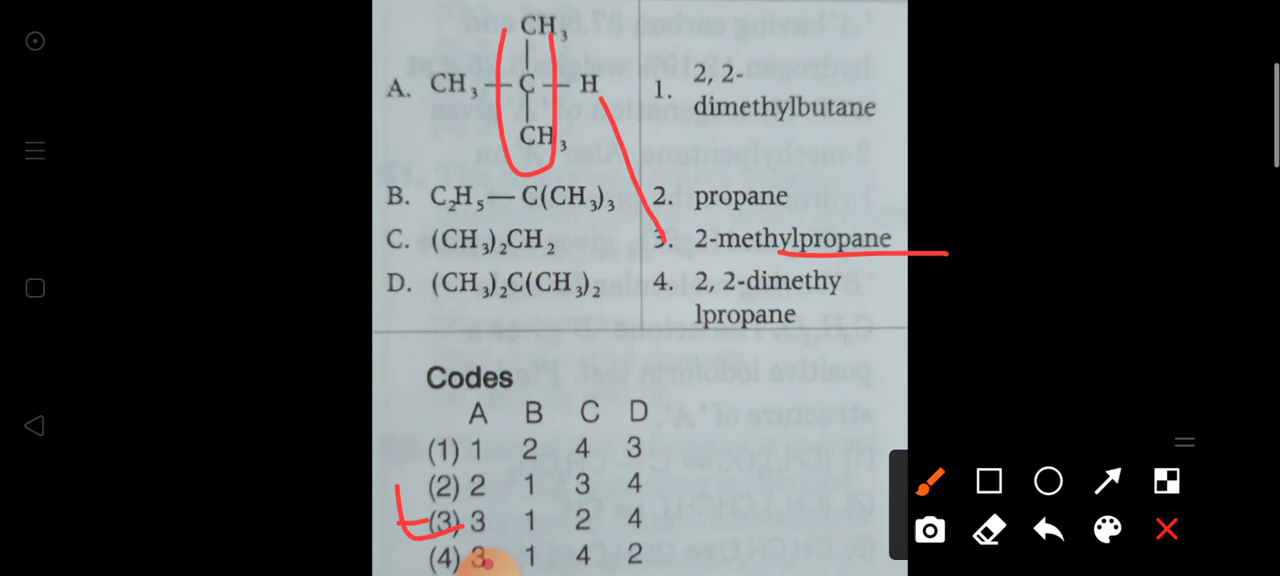 CH₃
A. CH₃—C—H
CH₃
1. 2, 2-
dimethylbutane
B. C₂H₅—C(CH₃)₃
2. propane
C. (CH₃)₂CH₂
3. 2-methylpropane
D. (CH₃)₂C(CH₃)₂
4. 2, 2-dimethy
lpropane
Codes
A B C D
(1) 1 2 4 3
(2) 2 1 3 4
(3) 3 1 2 4
(4) 3 1 4 2